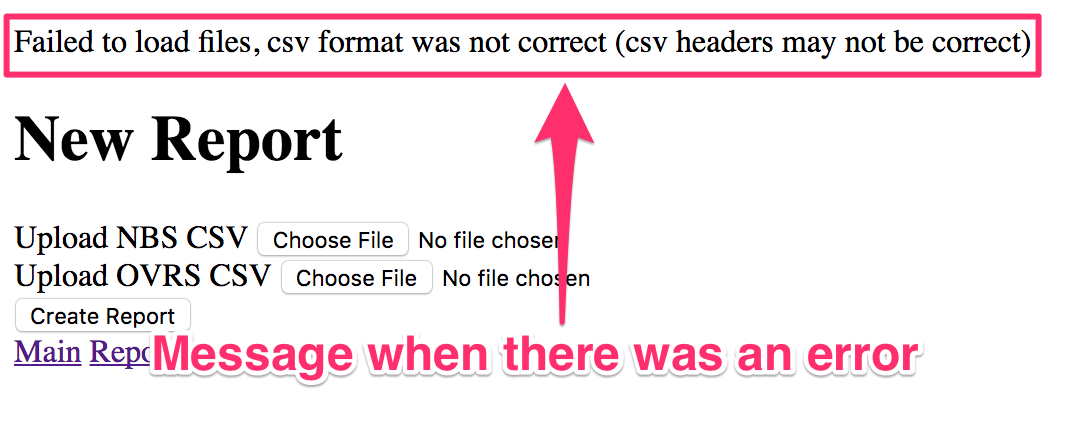 Failed to load files, csv format was not correct (csv headers may not be correct)
New Report
Upload NBS CSV Choose File No file chosen
Upload OVRS CSV Choose File No file chosen
Create Report
Main
Message when there was an error